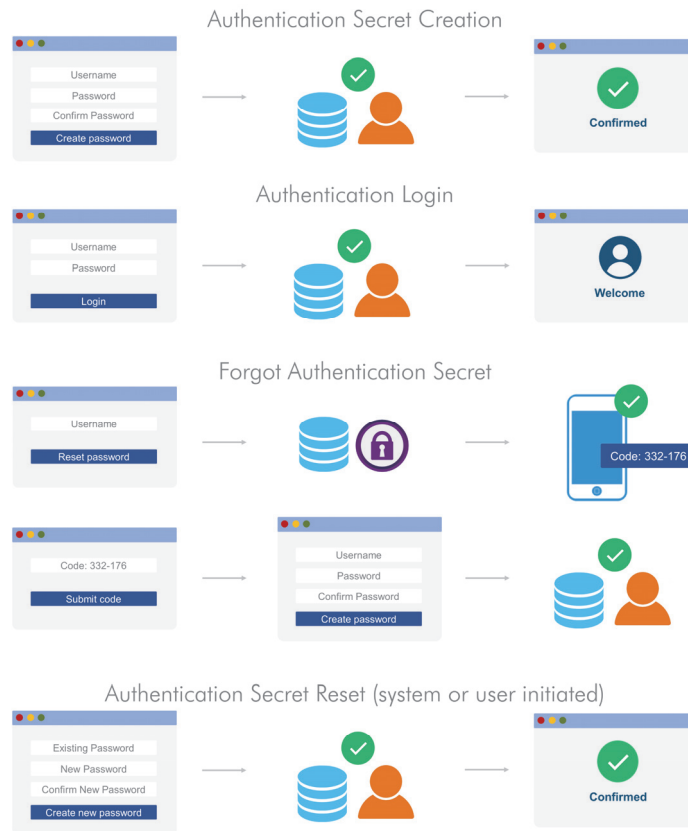 Authentication Secret Creation
Username
Password
Confirm Password
Create password
Confirmed
Authentication Login
Username
Password
Login
Welcome
Forgot Authentication Secret
Username
Reset password
Code: 332-176
Code: 332-176
Submit code
Username
Password
Confirm Password
Create password
Authentication Secret Reset (system or user initiated)
Existing Password
New Password
Confirm New Password
Create new password
Confirmed